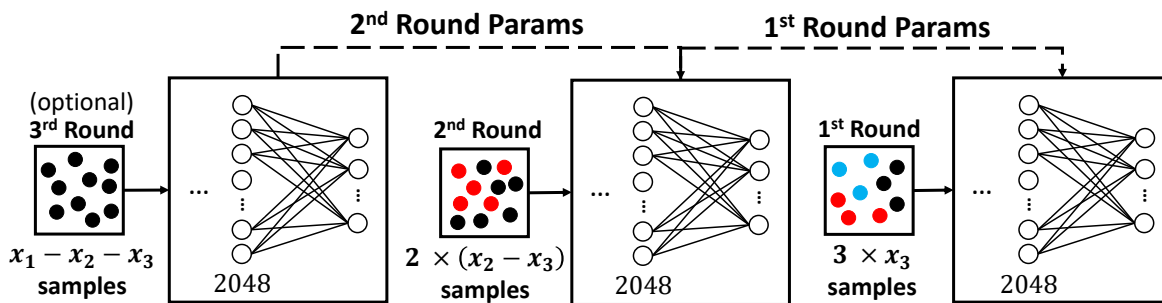 2nd Round Params
1st Round Params
(optional)
3rd Round
...
...
x₁ − x₂ − x₃
samples
2048
2nd Round
...
...
2 × (x₂ − x₃)
samples
2048
1st Round
...
...
3 × x₃
samples
2048